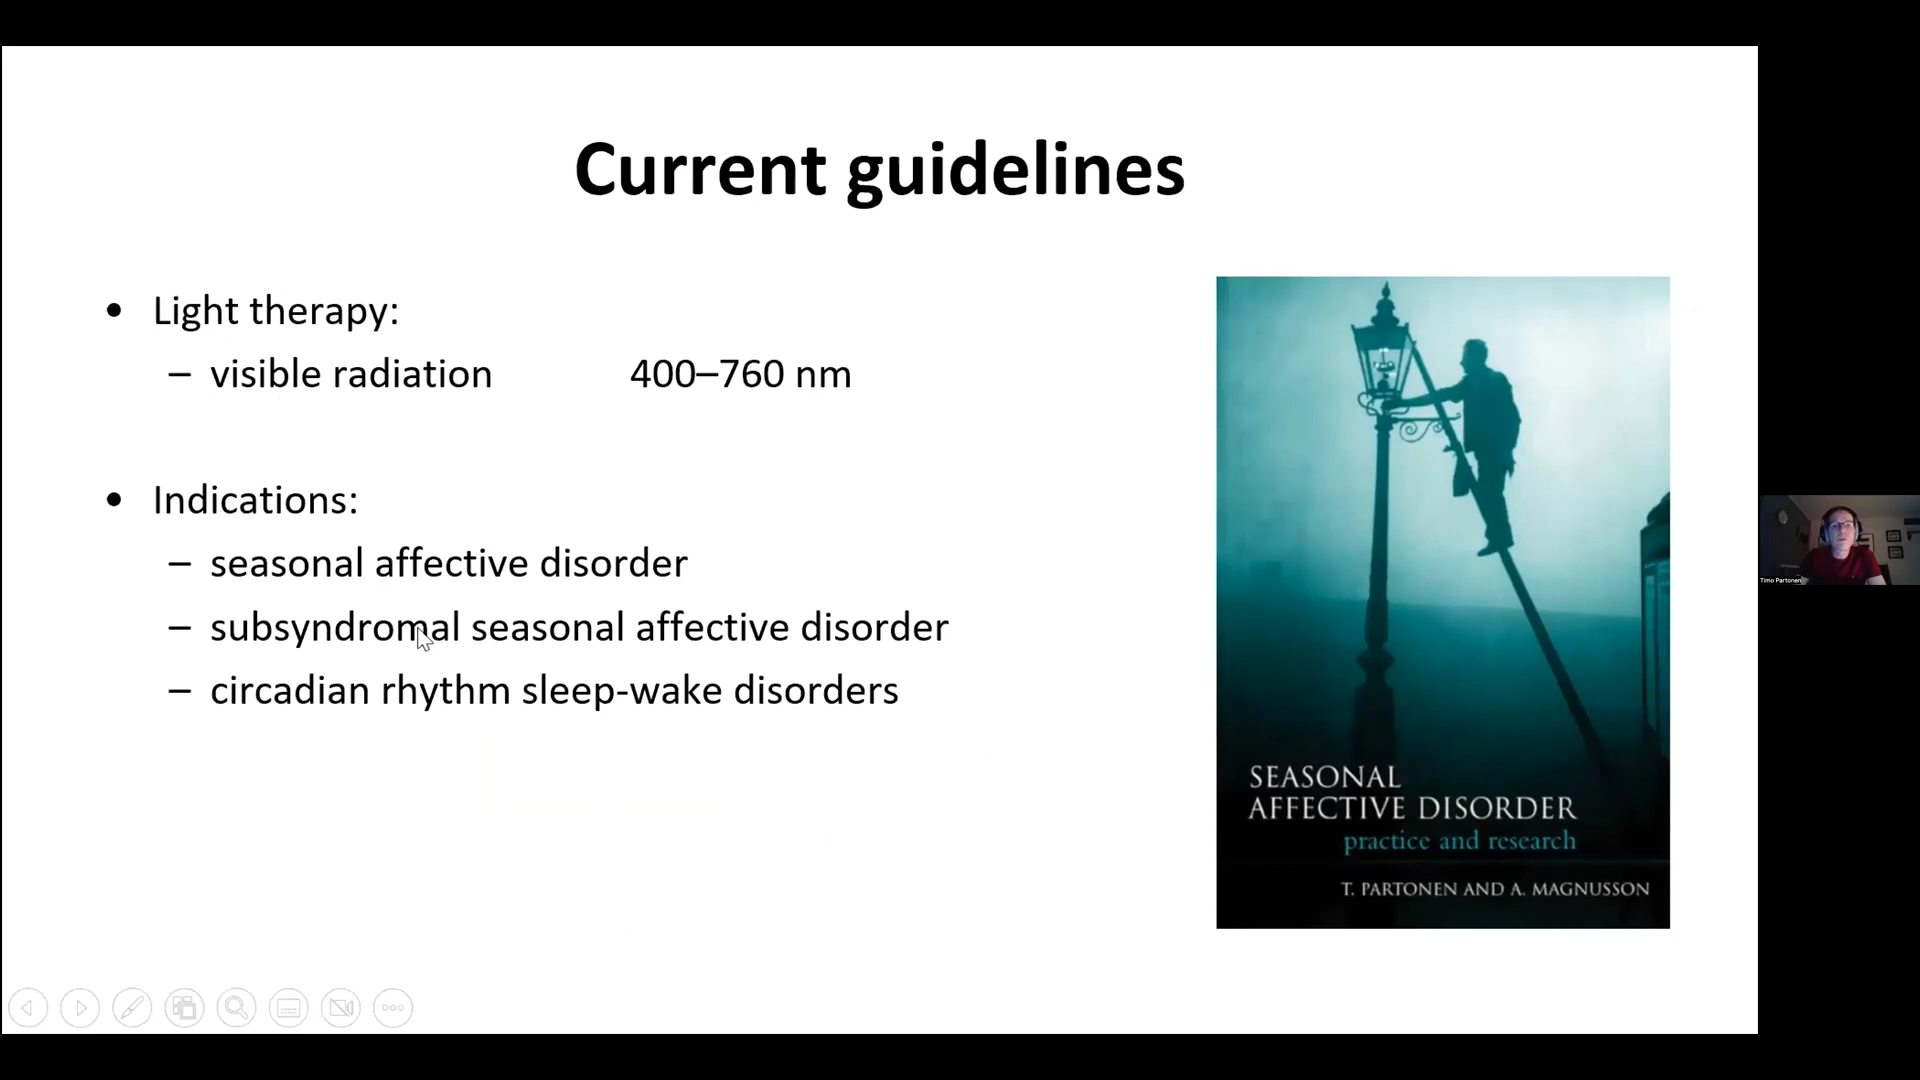 Current guidelines
• Light therapy:
– visible radiation 400–760 nm
• Indications:
– seasonal affective disorder
– subsyndromal seasonal affective disorder
– circadian rhythm sleep-wake disorders
SEASONAL
AFFECTIVE DISORDER
practice and research
T. PARTONEN AND A. MAGNUSSON
Timo Partonen